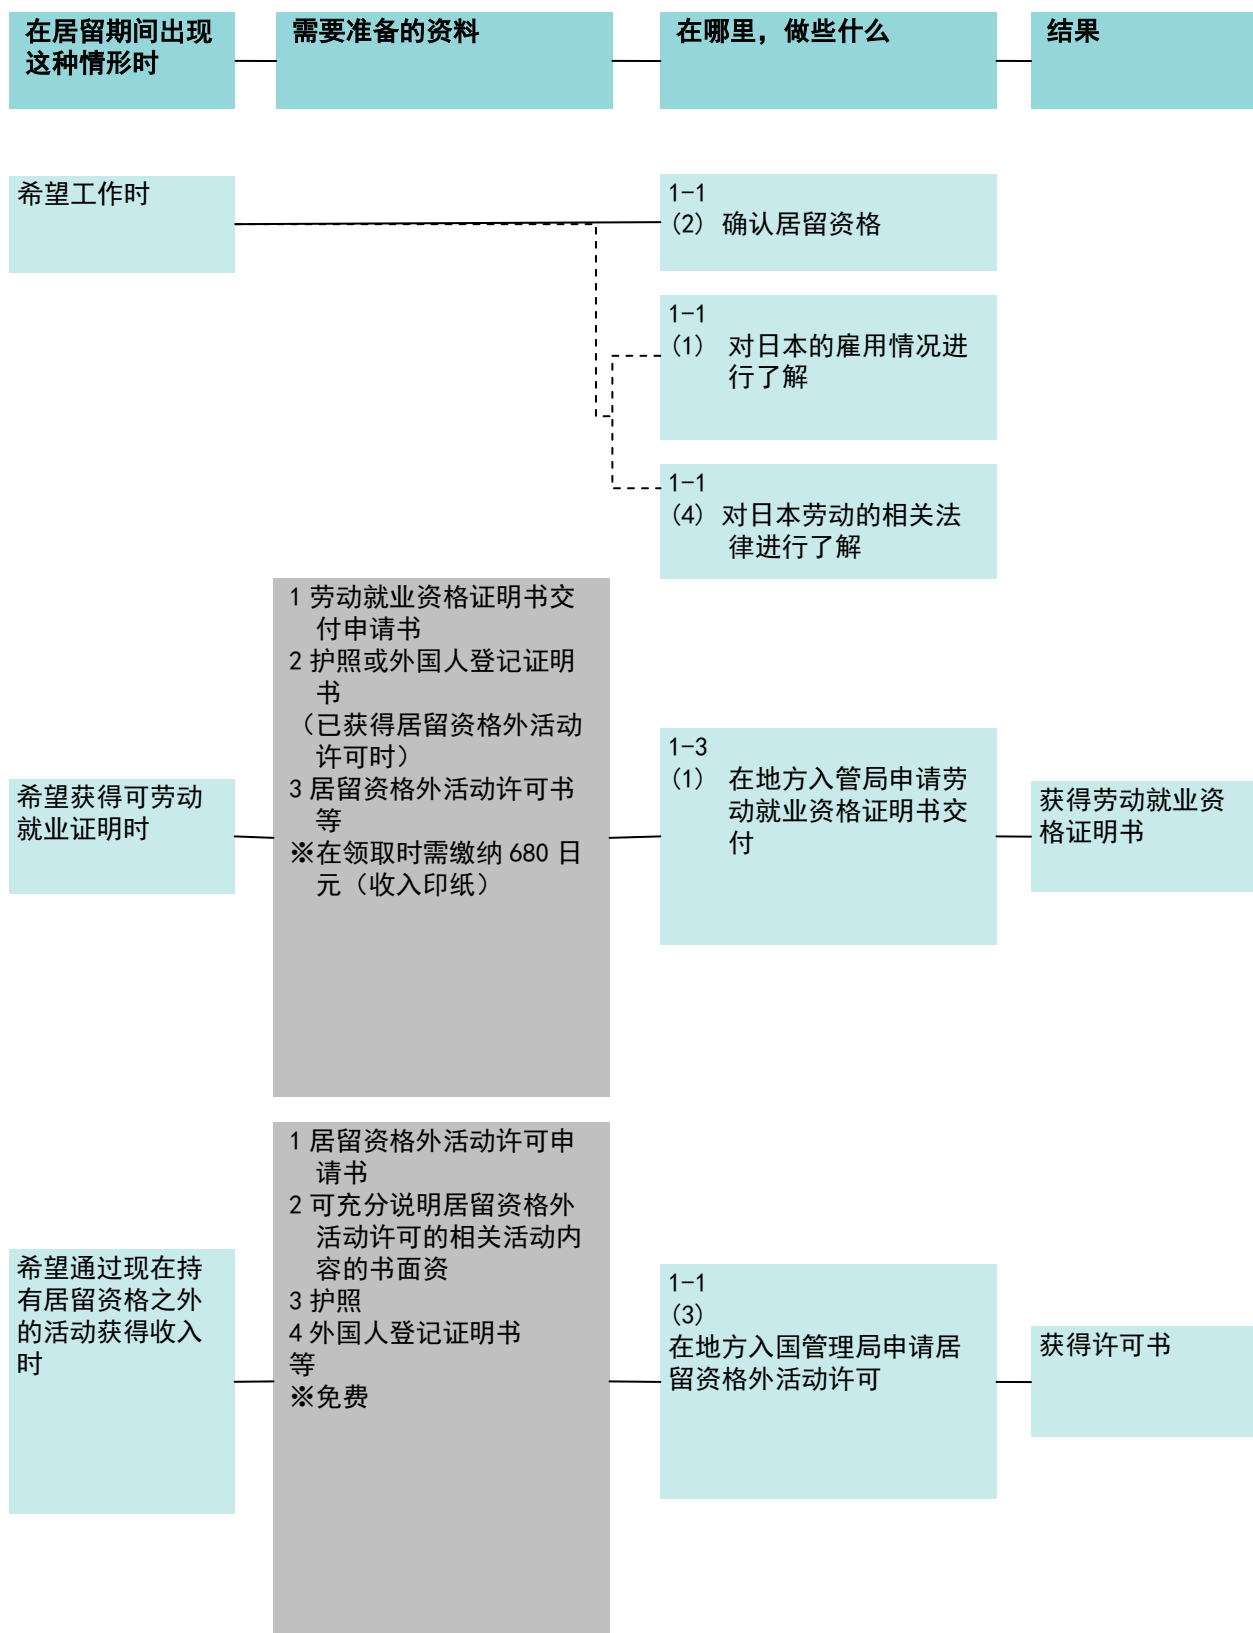 在居留期间出现
这种情形时
需要准备的资料
在哪里，做些什么
结果
希望工作时
1-1
(2) 确认居留资格
1-1
(1) 对日本的雇用情况进
行了解
1-1
(4) 对日本劳动的相关法
律进行了解
希望获得可劳动
就业证明时
1 劳动就业资格证明书交
付申请书
2 护照或外国人登记证明
书
（已获得居留资格外活动
许可时）
3 居留资格外活动许可书
等
※在领取时需缴纳 680 日
元（收入印纸）
1-3
(1) 在地方入管局申请劳
动就业资格证明书交
付
获得劳动就业资
格证明书
希望通过现在持
有居留资格之外
的活动获得收入
时
1 居留资格外活动许可申
请书
2 可充分说明居留资格外
活动许可的相关活动内
容的书面资
3 护照
4 外国人登记证明书
等
※免费
1-1
(3)
在地方入国管理局申请居
留资格外活动许可
获得许可书